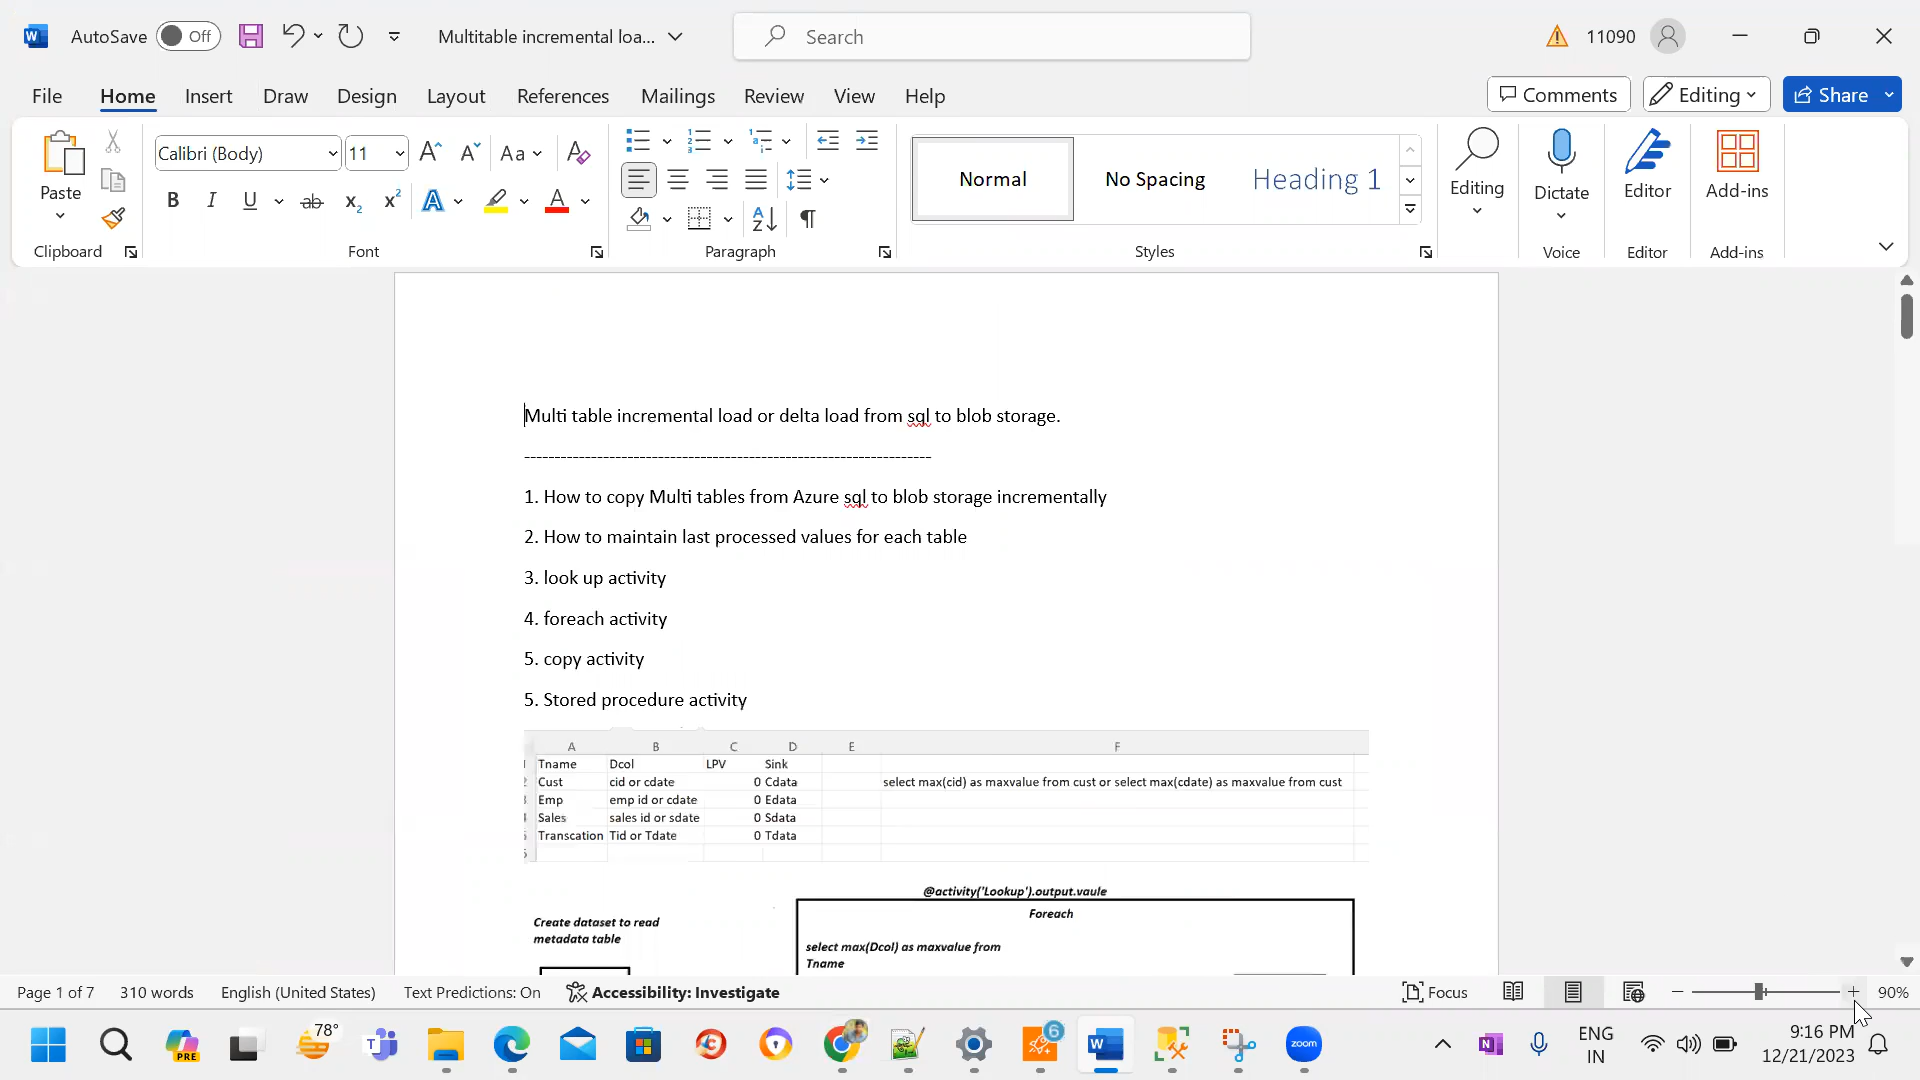 AutoSave Off Multitable incremental loa... Search 11090
File Home Insert Draw Design Layout References Mailings Review View Help Comments Editing Share
Paste Calibri (Body) 11 Aa Normal No Spacing Heading 1 Editing Dictate Editor Add-ins
Clipboard Font Paragraph Styles Voice Editor Add-ins
Multi table incremental load or delta load from sql to blob storage.
-------------------------------------------------------------------
1. How to copy Multi tables from Azure sql to blob storage incrementally
2. How to maintain last processed values for each table
3. look up activity
4. foreach activity
5. copy activity
5. Stored procedure activity
A B C D E F
Tname Dcol LPV Sink
Cust cid or cdate 0 Cdata select max(cid) as maxvalue from cust or select max(cdate) as maxvalue from cust
Emp emp id or cdate 0 Edata
Sales sales id or sdate 0 Sdata
Transcation Tid or Tdate 0 Tdata
@activity('Lookup').output.vaule
Foreach
Create dataset to read
metadata table
select max(Dcol) as maxvalue from
Tname
Page 1 of 7 310 words English (United States) Text Predictions: On Accessibility: Investigate Focus 90%
78° PRE 6 zoom ENG
IN
9:16 PM
12/21/2023